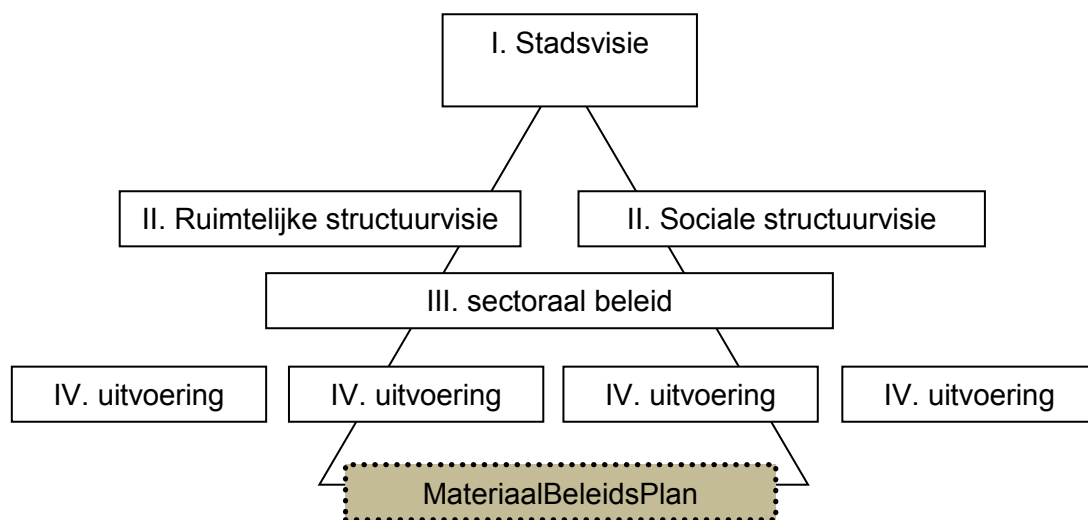 I. Stadsvisie
II. Ruimtelijke structuurvisie
II. Sociale structuurvisie
III. sectoraal beleid
IV. uitvoering
IV. uitvoering
IV. uitvoering
IV. uitvoering
MateriaalBeleidsPlan